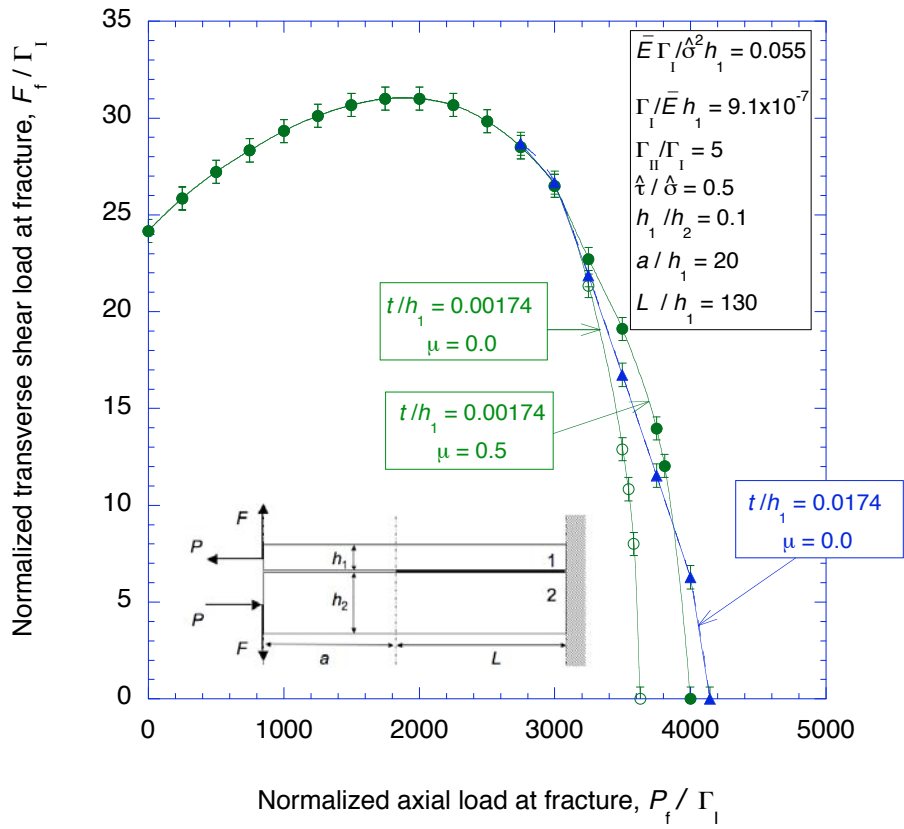 Normalized transverse shear load at fracture, F_f / Γ_I
35
30
25
20
15
10
5
0
Ē Γ_I/σ̂²h_1 = 0.055
Γ_I/Ē h_1 = 9.1x10^-7
Γ_II/Γ_I = 5
τ̂ / σ̂ = 0.5
h_1 /h_2 = 0.1
a / h_1 = 20
L / h_1 = 130
t/h_1 = 0.00174
μ = 0.0
t/h_1 = 0.00174
μ = 0.5
t/h_1 = 0.0174
μ = 0.0
F
P
h_1
1
2
h_2
P
F
a
L
0 1000 2000 3000 4000 5000
Normalized axial load at fracture, P_f / Γ_I